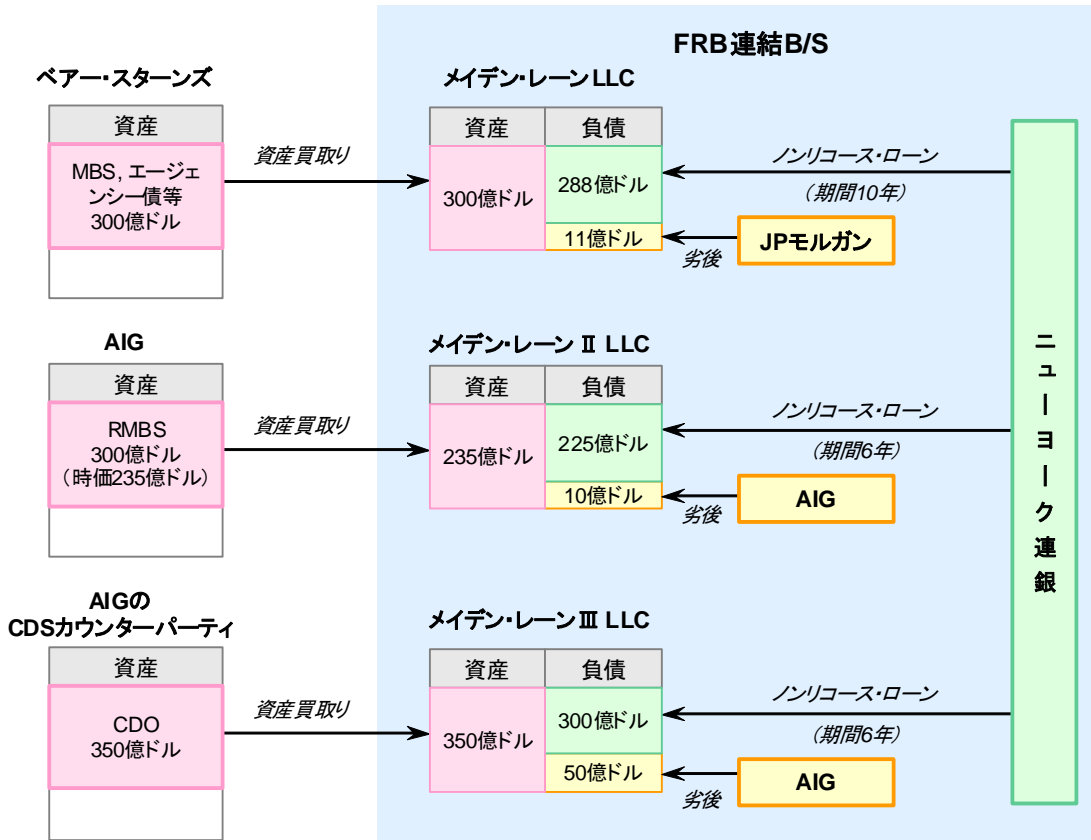 FRB連結B/S
ベアー・スターンズ
資産
MBS, エージェ
ンシー債等
300億ドル
資産買取り
メイデン・レーン LLC
資産
負債
300億ドル
288億ドル
11億ドル
ノンリコース・ローン
（期間10年）
劣後
JPモルガン
AIG
資産
RMBS
300億ドル
（時価235億ドル）
資産買取り
メイデン・レーン Ⅱ LLC
資産
負債
235億ドル
225億ドル
10億ドル
ノンリコース・ローン
（期間6年）
劣後
AIG
AIGの
CDSカウンターパーティ
資産
CDO
350億ドル
資産買取り
メイデン・レーン Ⅲ LLC
資産
負債
350億ドル
300億ドル
50億ドル
ノンリコース・ローン
（期間6年）
劣後
AIG
ニューヨーク連銀